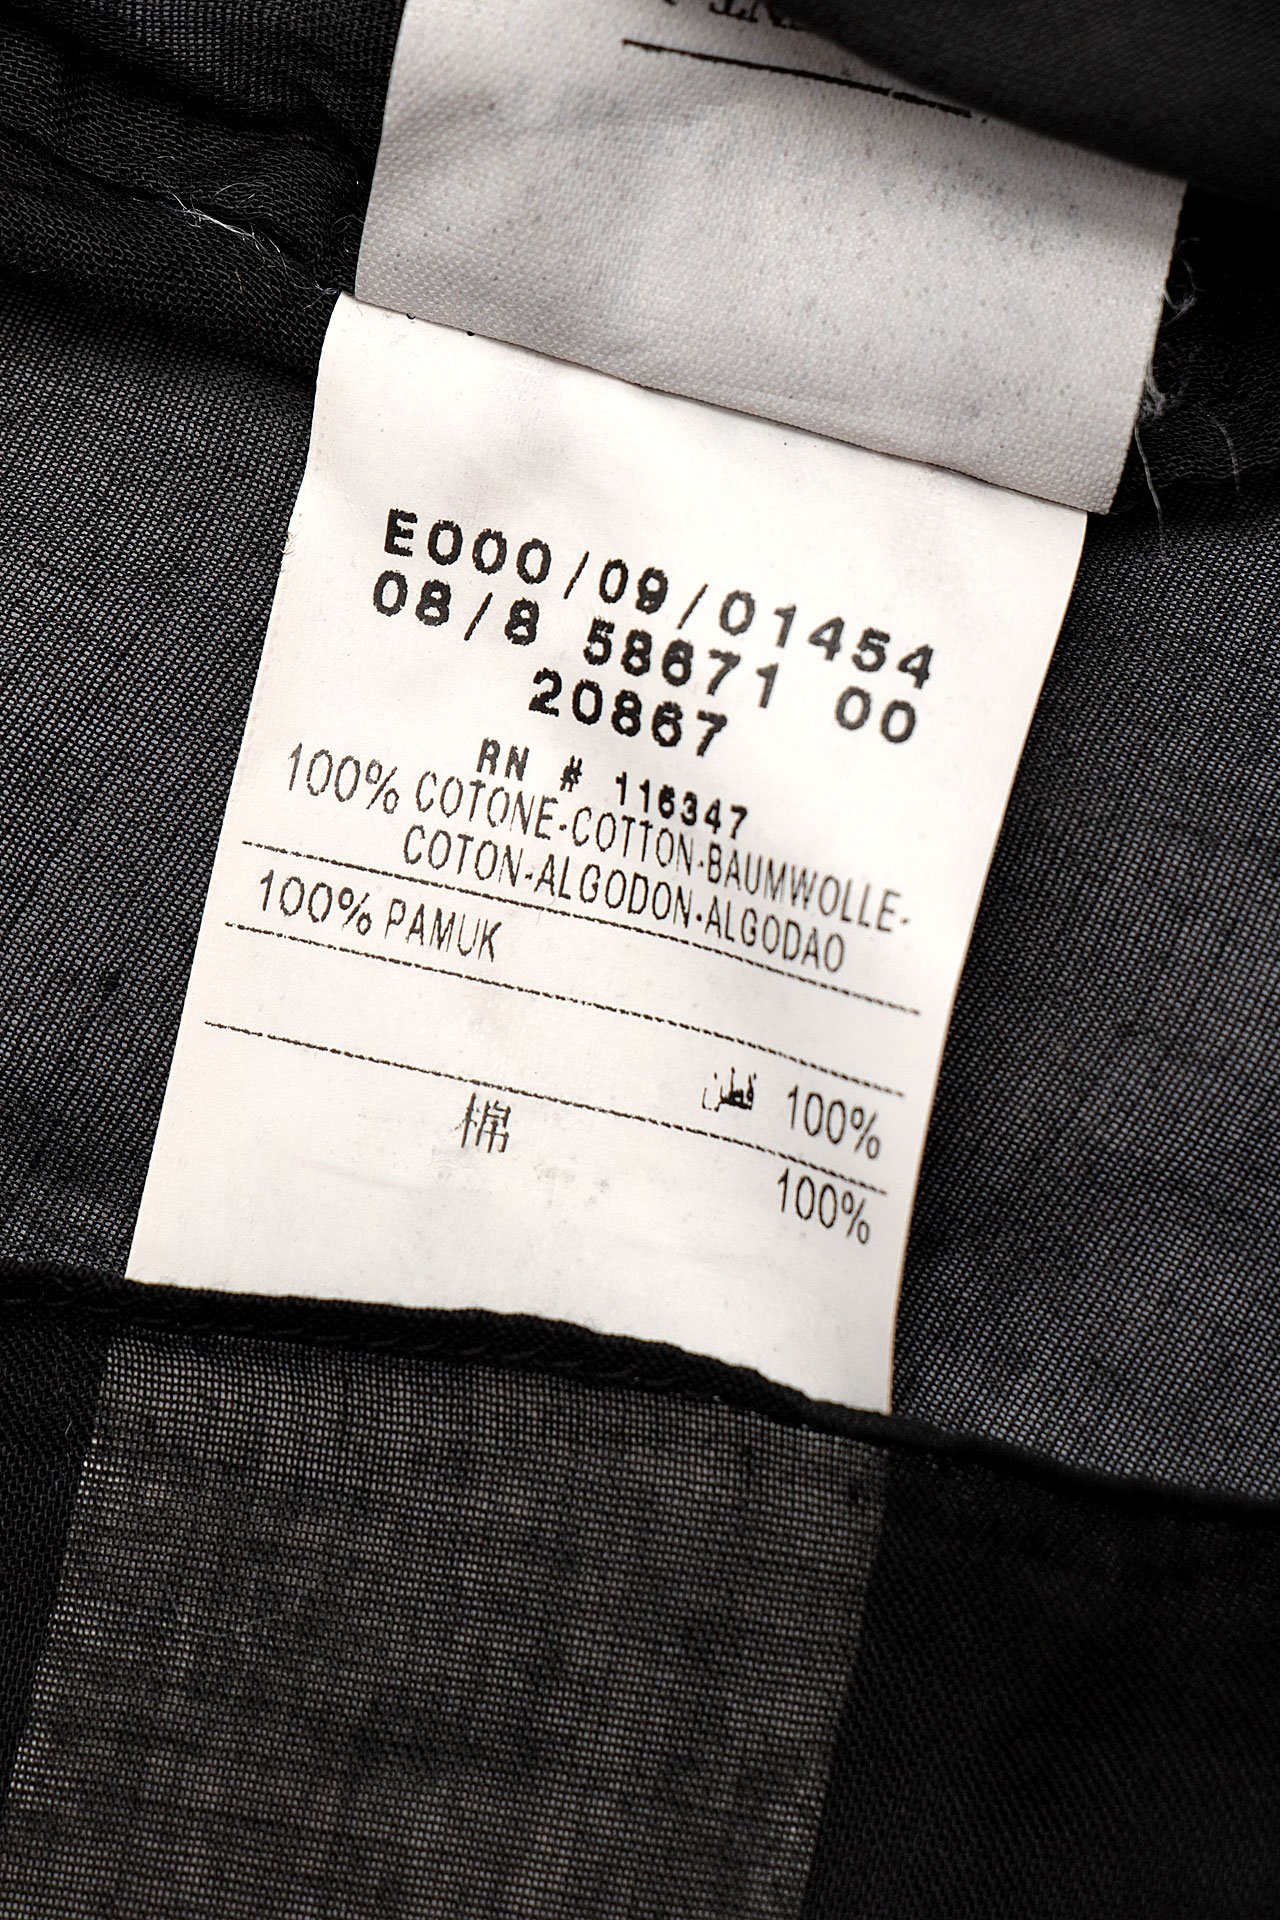 E000/09/01454
08/8 58671 00
20867
RN # 116347
100% COTONE-COTTON-BAUMWOLLE-
COTON-ALGODON-ALGODAO
100% PAMUK
100% قطن
棉 100%